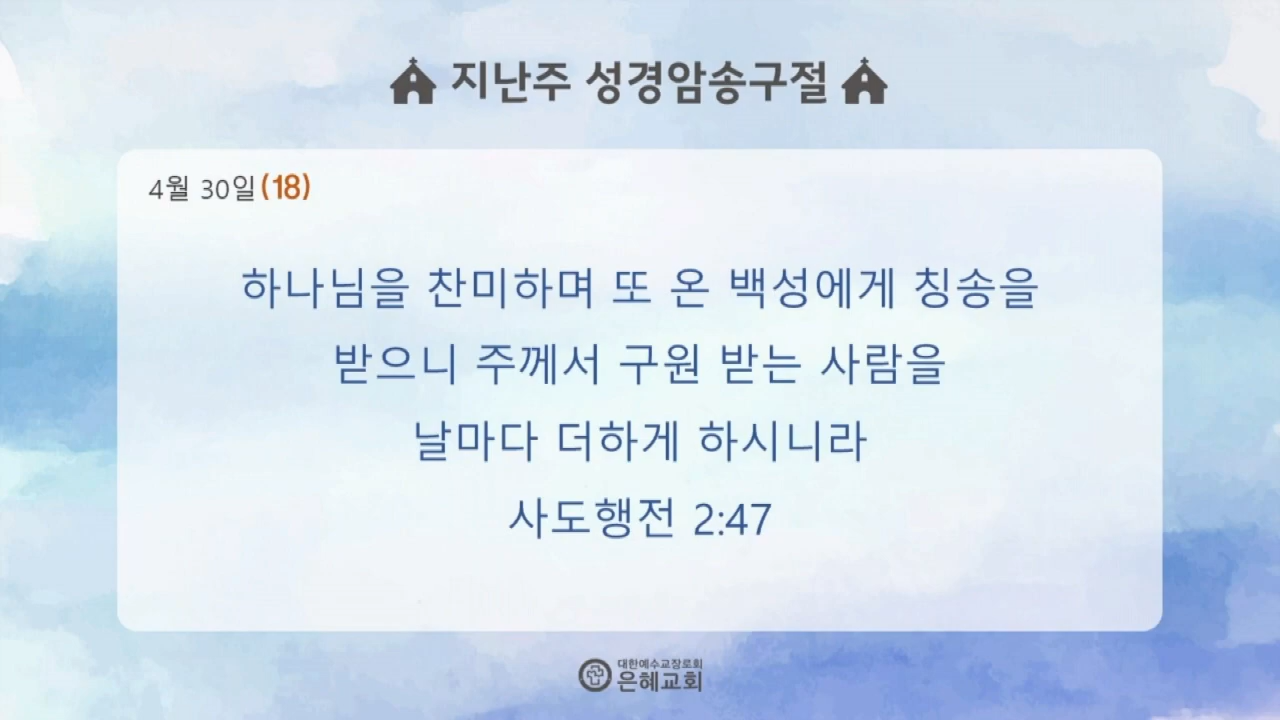 지난주 성경암송구절
4월 30일(18)
하나님을 찬미하며 또 온 백성에게 칭송을
받으니 주께서 구원 받는 사람을
날마다 더하게 하시니라
사도행전 2:47
대한예수교장로회
은혜교회